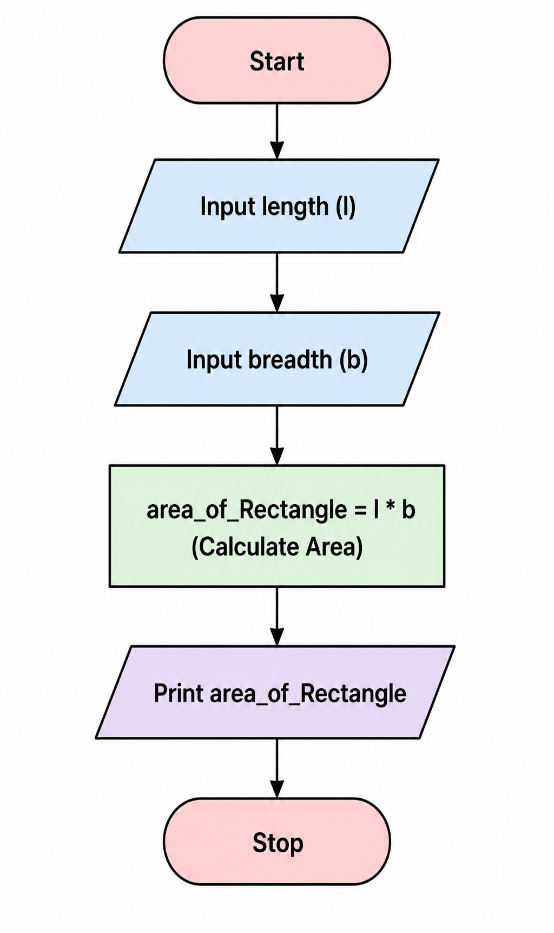 Start
Input length (l)
Input breadth (b)
area_of_Rectangle = l * b
(Calculate Area)
Print area_of_Rectangle
Stop